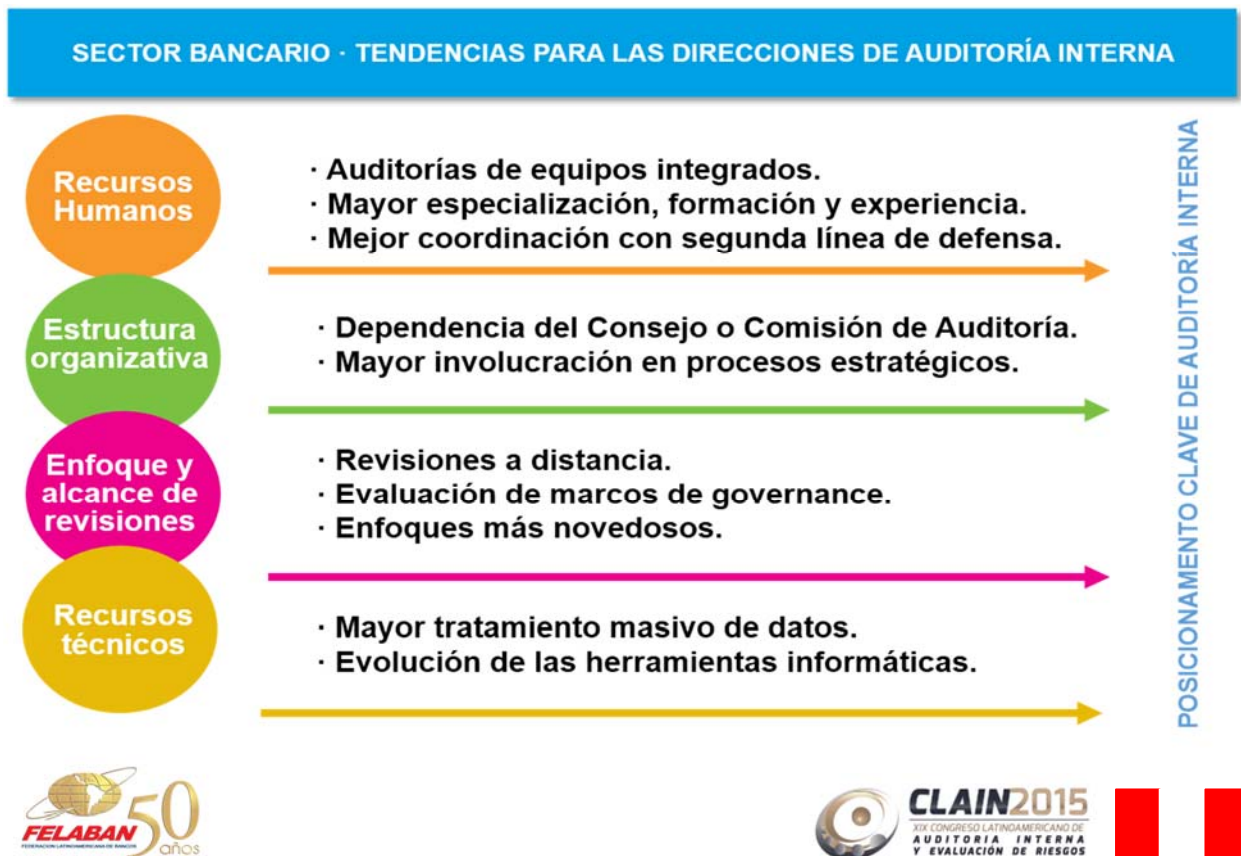 SECTOR BANCARIO · TENDENCIAS PARA LAS DIRECCIONES DE AUDITORÍA INTERNA
Recursos
Humanos
· Auditorías de equipos integrados.
· Mayor especialización, formación y experiencia.
· Mejor coordinación con segunda línea de defensa.
Estructura
organizativa
· Dependencia del Consejo o Comisión de Auditoría.
· Mayor involucración en procesos estratégicos.
Enfoque y
alcance de
revisiones
· Revisiones a distancia.
· Evaluación de marcos de governance.
· Enfoques más novedosos.
Recursos
técnicos
· Mayor tratamiento masivo de datos.
· Evolución de las herramientas informáticas.
POSICIONAMENTO CLAVE DE AUDITORÍA INTERNA
FELABAN
FEDERACION LATINOAMERICANA DE BANCOS
50
años
CLAIN2015
XIX CONGRESO LATINOAMERICANO DE
AUDITORIA INTERNA
Y EVALUACIÓN DE RIESGOS